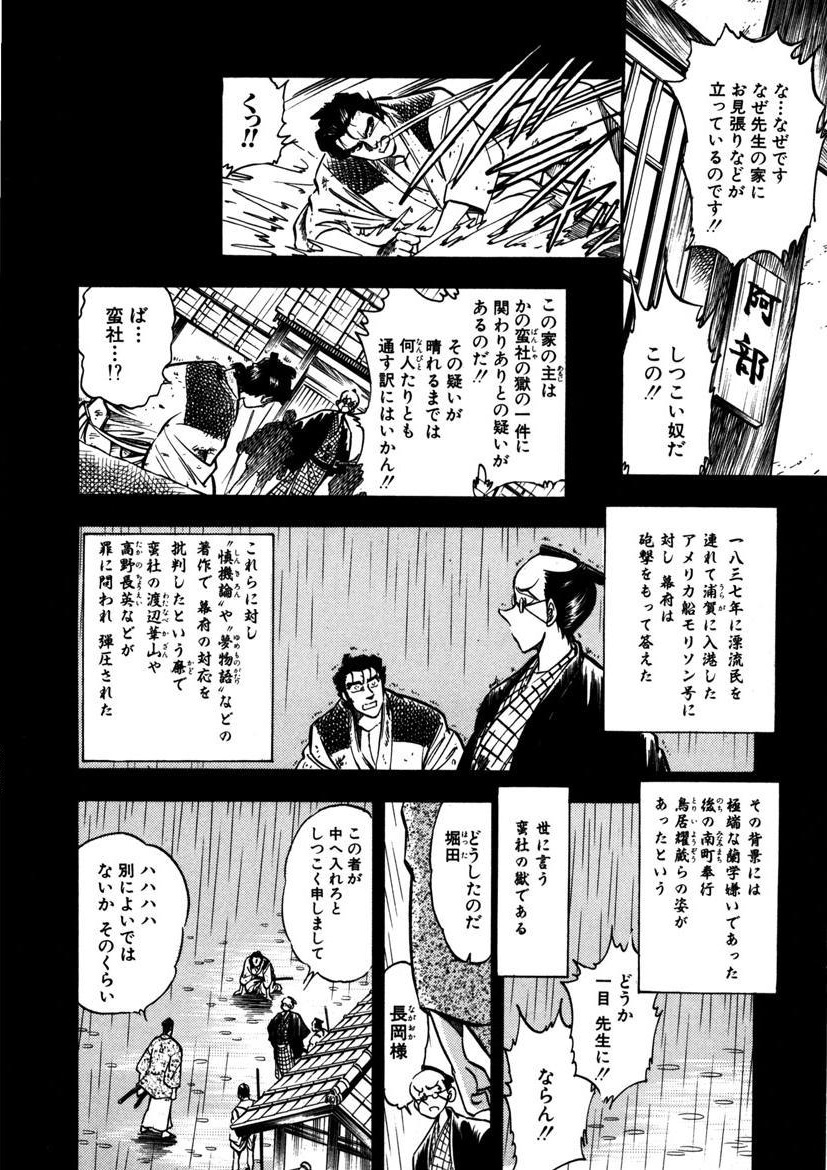 な…なぜです
なぜ先生の家に
お見張りなどが
立っているのです!!
阿部
しつこい奴だ
この!!
くっ!!
この家の主は
かの蛮社の獄の一件に
関わりありとの疑いが
あるのだ!!
その疑いが
晴れるまでは
何人たりとも
通す訳にはいかん!!
ば…
蛮社…!?
一八三七年に漂流民を
連れて浦賀に入港した
アメリカ船モリソン号に
対し 幕府は
砲撃をもって答えた
これらに対し
"慎機論"や"夢物語"などの
著作で 幕府の対応を
批判したという廉で
蛮社の渡辺華山や
高野長英などが
罪に問われ 弾圧された
その背景には
極端な蘭学嫌いであった
後の南町奉行
鳥居耀蔵らの姿が
あったという
世に言う
蛮社の獄である
どうか
一目 先生に!!
ならん!!
どうしたのだ
堀田
長岡様
この者が
中へ入れろと
しつこく申しまして
ハハハハ
別によいでは
ないか そのくらい